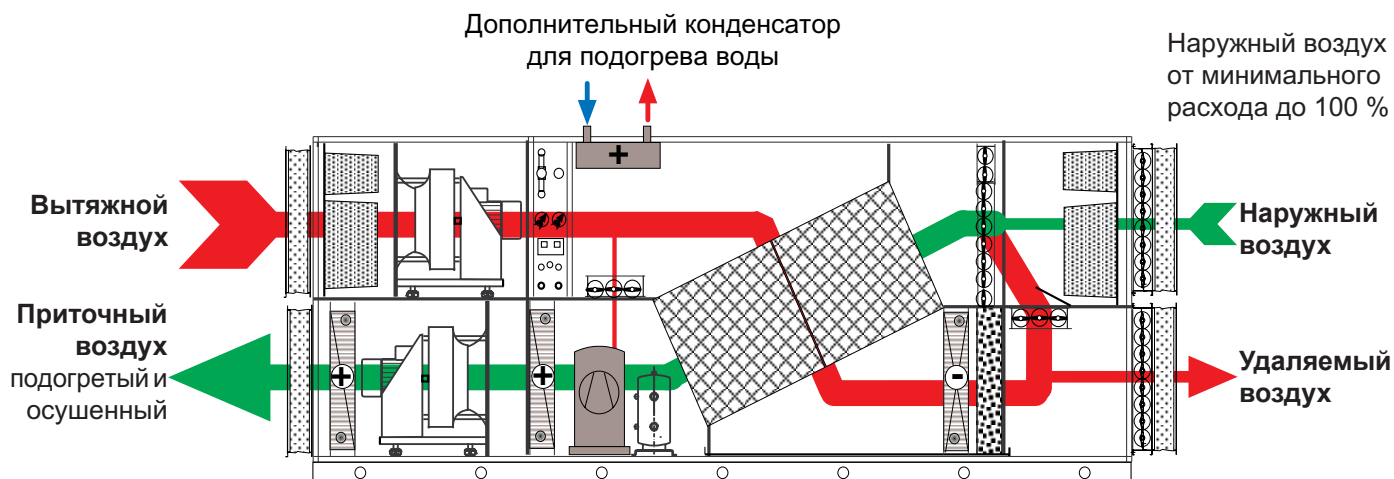 Дополнительный конденсатор
для подогрева воды
Наружный воздух
от минимального
расхода до 100 %
Вытяжной
воздух
Наружный
воздух
Приточный
воздух
подогретый и
осушенный
Удаляемый
воздух
+
+
+
-